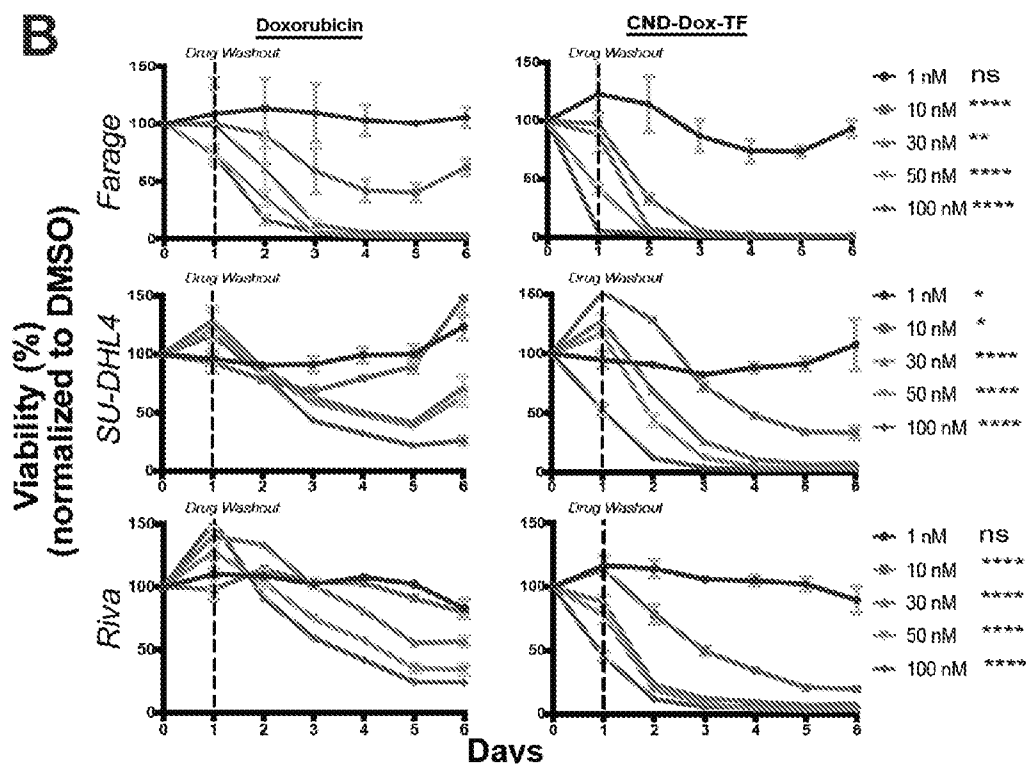 B
Doxorubicin
CND-Dox-TF
Viability (%)
(normalized to DMSO)
Farage
Drug Washout
150
100
50
0
0 1 2 3 4 5 6
Drug Washout
150
100
50
0
0 1 2 3 4 5 6
1 nM ns
10 nM ****
30 nM **
50 nM ****
100 nM ****
SU-DHL4
Drug Washout
150
100
50
0
0 1 2 3 4 5 6
Drug Washout
150
100
50
0
0 1 2 3 4 5 6
1 nM *
10 nM *
30 nM ****
50 nM ****
100 nM ****
Riva
Drug Washout
150
100
50
0
0 1 2 3 4 5 6
Drug Washout
150
100
50
0
0 1 2 3 4 5 6
1 nM ns
10 nM ****
30 nM ****
50 nM ****
100 nM ****
Days